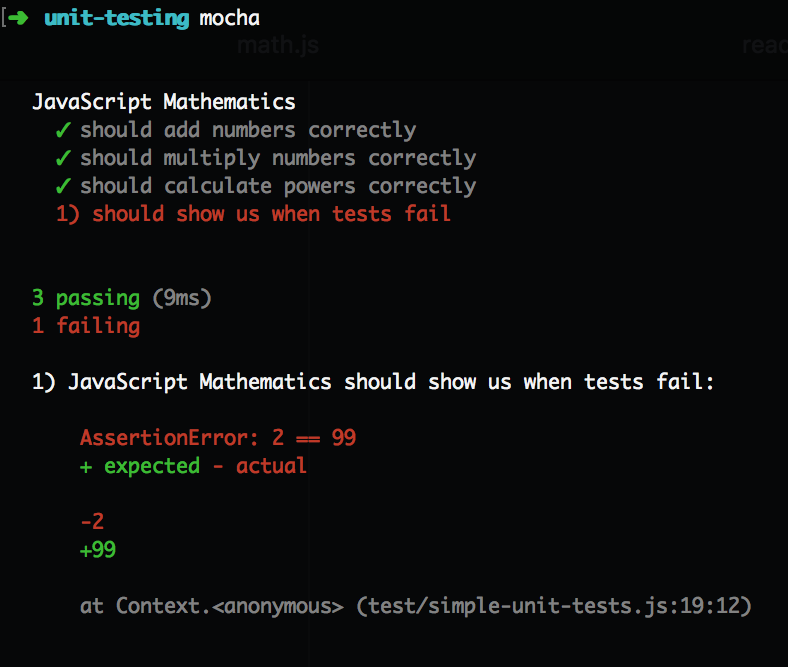 [➜ unit-testing mocha
math.js
JavaScript Mathematics
✓ should add numbers correctly
✓ should multiply numbers correctly
✓ should calculate powers correctly
1) should show us when tests fail
3 passing (9ms)
1 failing
1) JavaScript Mathematics should show us when tests fail:
AssertionError: 2 == 99
+ expected - actual
-2
+99
at Context.<anonymous> (test/simple-unit-tests.js:19:12)